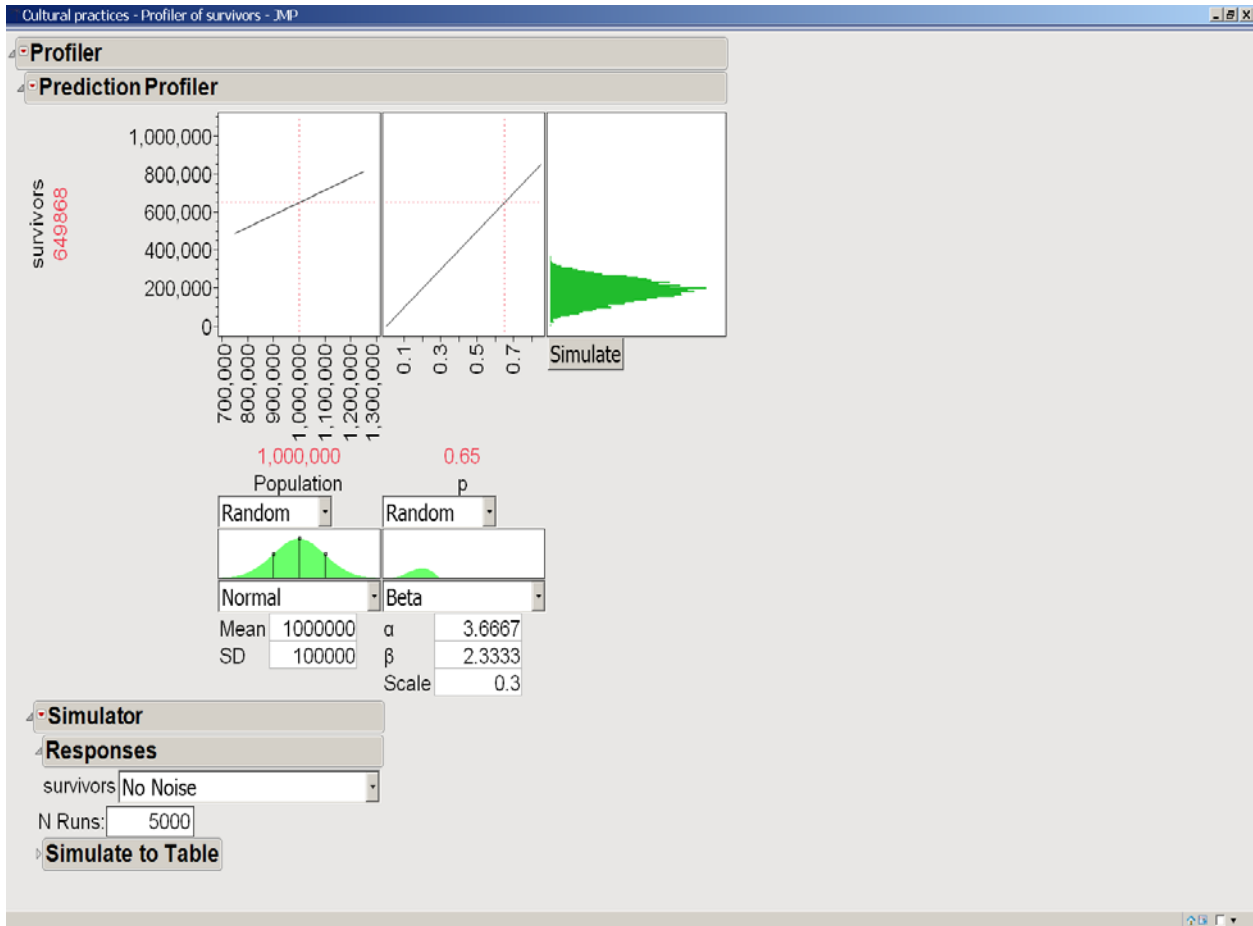 Cultural practices - Profiler of survivors - JMP
Profiler
Prediction Profiler
survivors
649868
1,000,000
800,000
600,000
400,000
200,000
0
700,000
800,000
900,000
1,000,000
1,100,000
1,200,000
1,300,000
0.1
0.3
0.5
0.7
Simulate
1,000,000 0.65
Population p
Random Random
Normal Beta
Mean 1000000 α 3.6667
SD 100000 β 2.3333
Scale 0.3
Simulator
Responses
survivors No Noise
N Runs: 5000
Simulate to Table